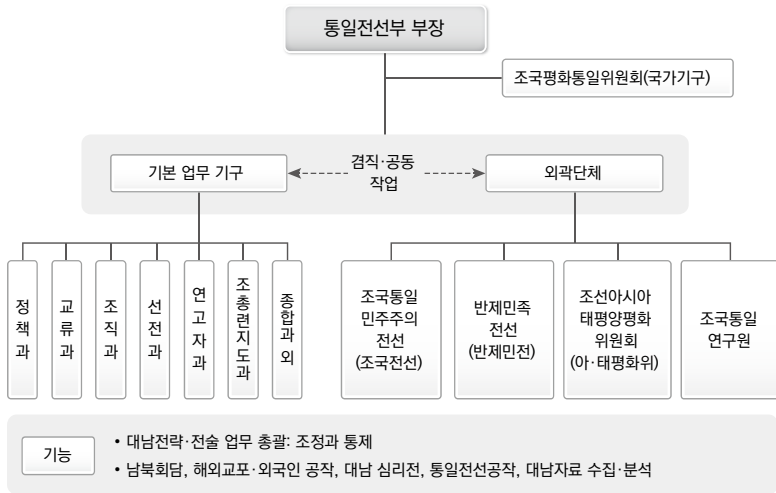 통일전선부 부장
조국평화통일위원회(국가기구)
기본 업무 기구
겸직·공동
작업
외곽단체
정책과
교류과
조직과
선전과
연고자과
조총련지도과
종합과 외
조국통일
민주주의
전선
(조국전선)
반제민족
전선
(반제민전)
조선아시아
태평양평화
위원회
(아·태평화위)
조국통일
연구원
기능
• 대남전략·전술 업무 총괄: 조정과 통제
• 남북회담, 해외교포·외국인 공작, 대남 심리전, 통일전선공작, 대남자료 수집·분석